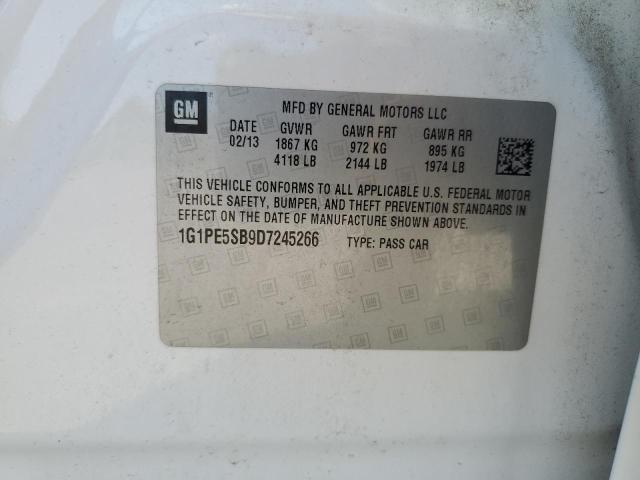 GM
MFD BY GENERAL MOTORS LLC
DATE GVWR GAWR FRT GAWR RR
02/13 1867 KG 972 KG 895 KG
4118 LB 2144 LB 1974 LB
THIS VEHICLE CONFORMS TO ALL APPLICABLE U.S. FEDERAL MOTOR
VEHICLE SAFETY, BUMPER, AND THEFT PREVENTION STANDARDS IN
EFFECT ON THE DATE OF MANUFACTURE SHOWN ABOVE.
1G1PE5SB9D7245266 TYPE: PASS CAR